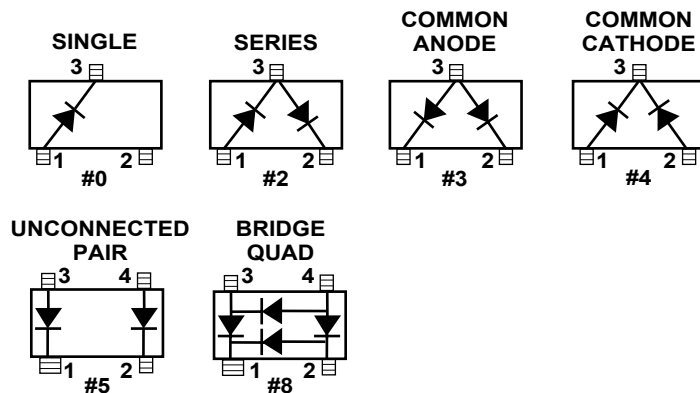 SINGLE
3
1 2
#0
SERIES
3
1 2
#2
COMMON
ANODE
3
1 2
#3
COMMON
CATHODE
3
1 2
#4
UNCONNECTED
PAIR
3 4
1 2
#5
BRIDGE
QUAD
3 4
1 2
#8